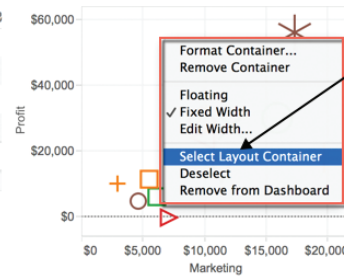 $60,000
Format Container...
Remove Container
$40,000
Floating
✓ Fixed Width
Edit Width...
Profit
$20,000
Select Layout Container
Deselect
Remove from Dashboard
$0
$0 $5,000 $10,000 $15,000 $20,000
Marketing